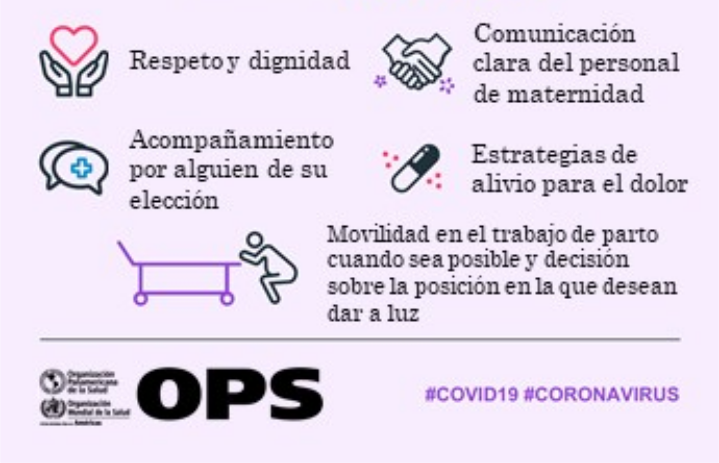 Respeto y dignidad
Comunicación
clara del personal
de maternidad
Acompañamiento
por alguien de su
elección
Estrategias de
alivio para el dolor
Movilidad en el trabajo de parto
cuando sea posible y decisión
sobre la posición en la que desean
dar a luz
Organización
Panamericana
de la Salud
Organización
Mundial de la Salud
Américas
OPS
#COVID19 #CORONAVIRUS